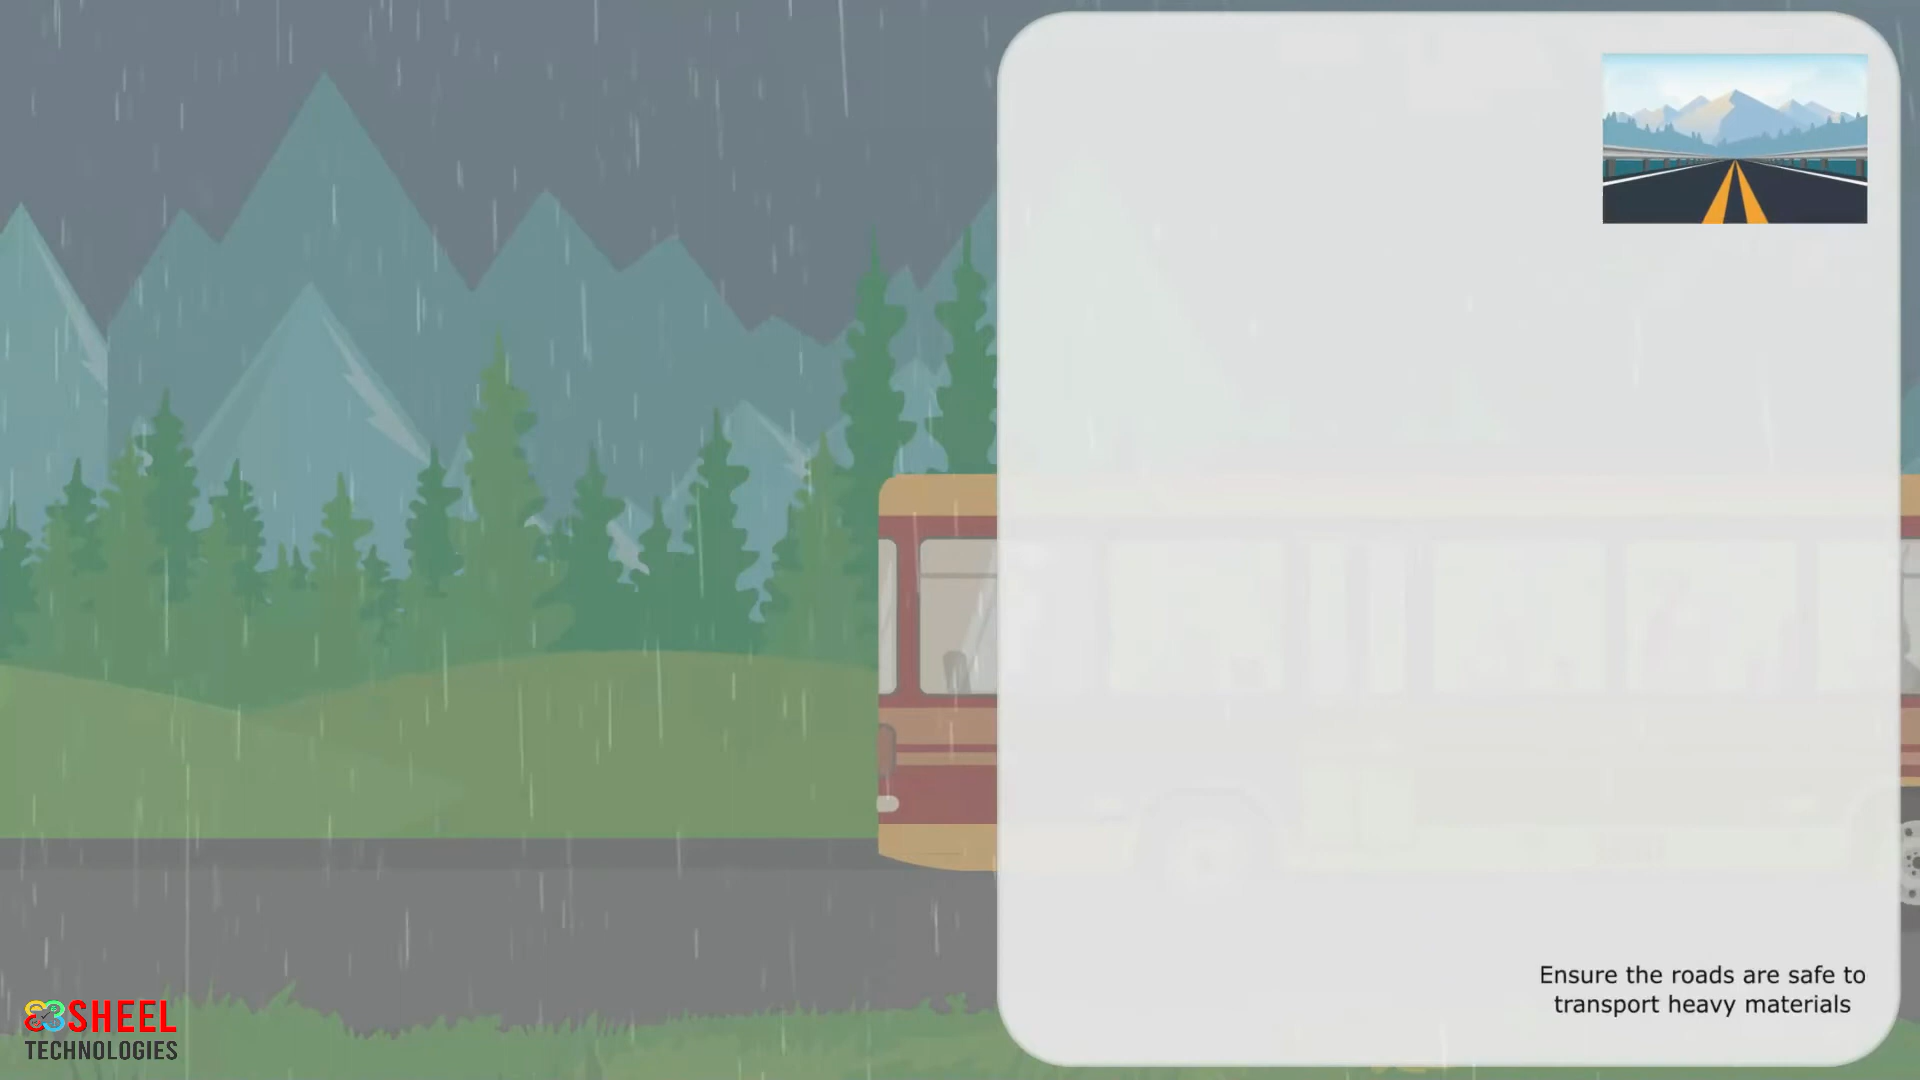 Ensure the roads are safe to
transport heavy materials
SHEEL
TECHNOLOGIES